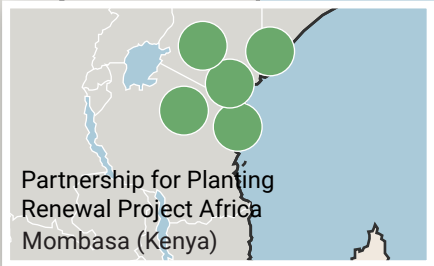 Partnership for Planting
Renewal Project Africa
Mombasa (Kenya)